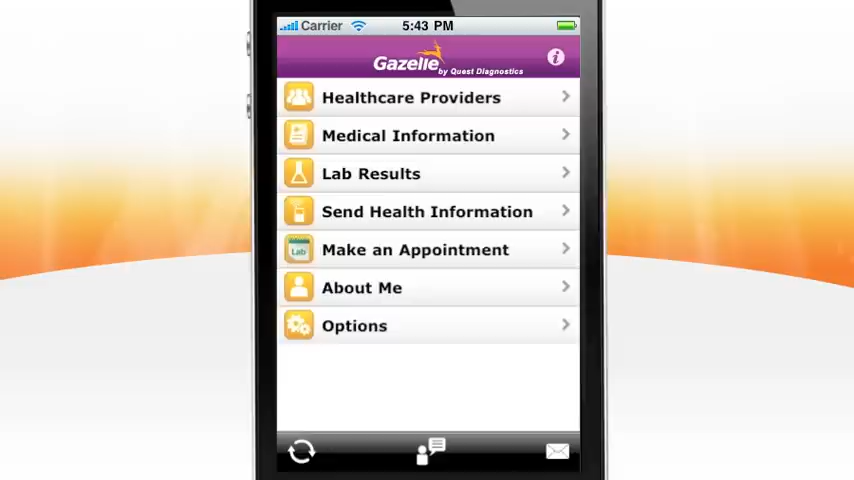 Carrier 5:43 PM
Gazelle
by Quest Diagnostics
i
Healthcare Providers
Medical Information
Lab Results
Send Health Information
Lab
Make an Appointment
About Me
Options